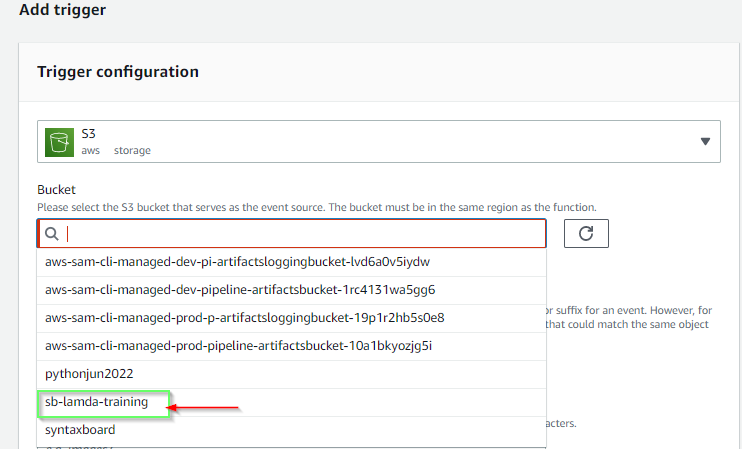 Add trigger
Trigger configuration
S3
aws storage
Bucket
Please select the S3 bucket that serves as the event source. The bucket must be in the same region as the function.
aws-sam-cli-managed-dev-pi-artifactsloggingbucket-lvd6a0v5iydw
aws-sam-cli-managed-dev-pipeline-artifactsbucket-1rc4131wa5gg6
or suffix for an event. However, for
aws-sam-cli-managed-prod-p-artifactsloggingbucket-19p1r2hb5s0e8
that could match the same object
aws-sam-cli-managed-prod-pipeline-artifactsbucket-10a1bkyozjg5i
pythonjun2022
sb-lamda-training
acters.
syntaxboard